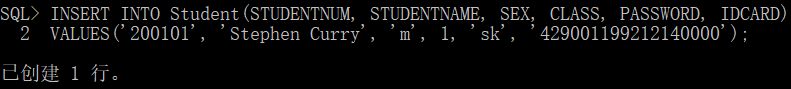 SQL> INSERT INTO Student(STUDENTNUM, STUDENTNAME, SEX, CLASS, PASSWORD, IDCARD)
2 VALUES('200101', 'Stephen Curry', 'm', 1, 'sk', '429001199212140000');
已创建 1 行。